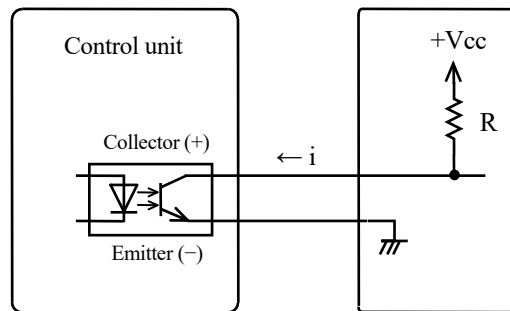 Control unit
+Vcc
R
Collector (+)
← i
Emitter (−)